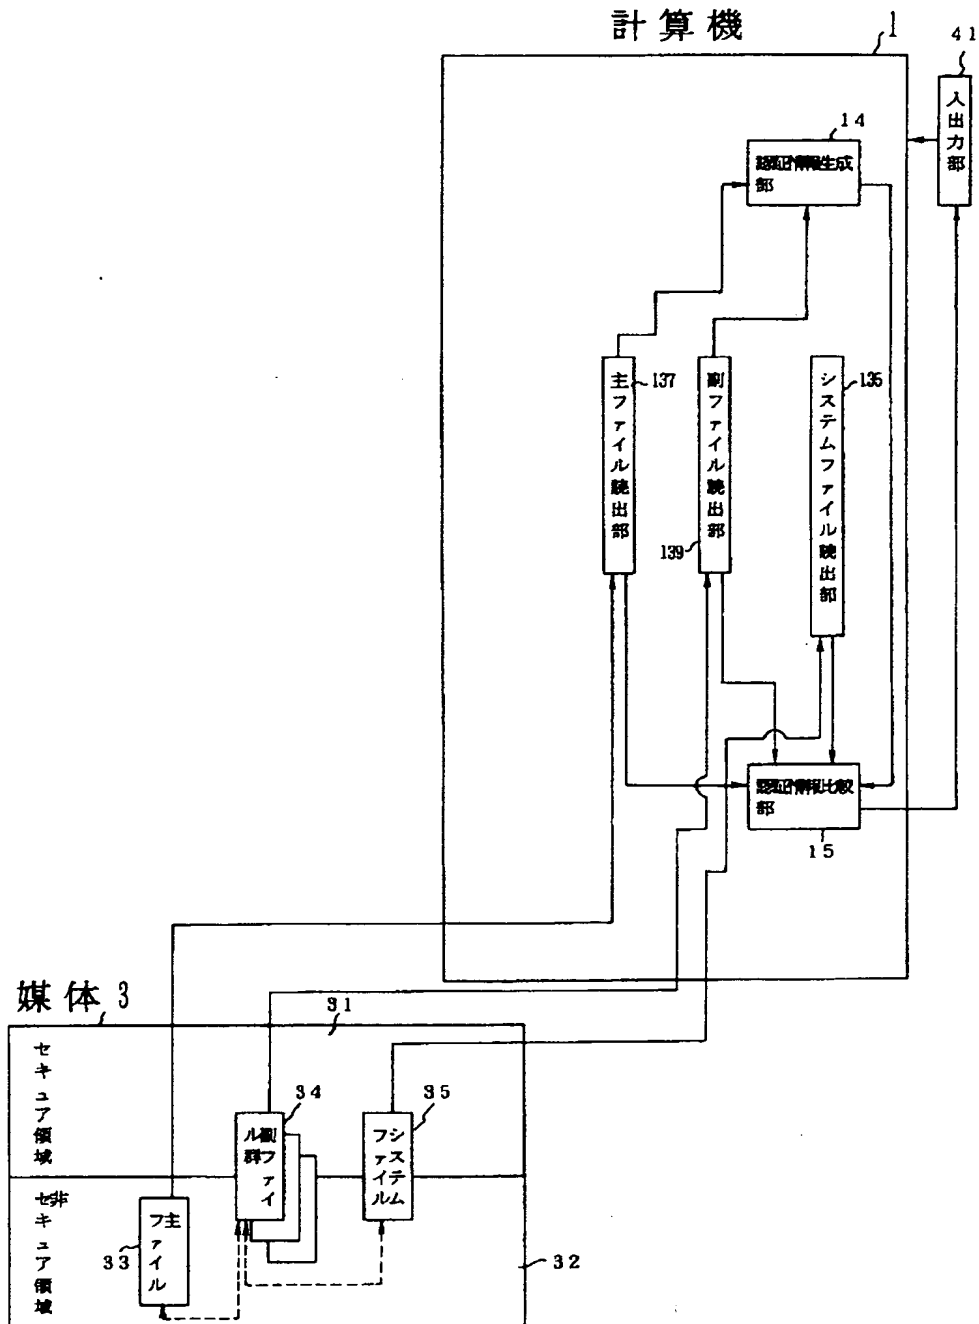 計算機
1
41
入出力部
14
認証情報生成
部
主ファイル読出部
137
副ファイル読出部
139
システムファイル読出部
135
認証情報比較
部
15
媒体3
31
セキュア領域
34
副ファイ
ル群
35
システム
ファイル
非
セキュア領域
主
ファイル
33
32